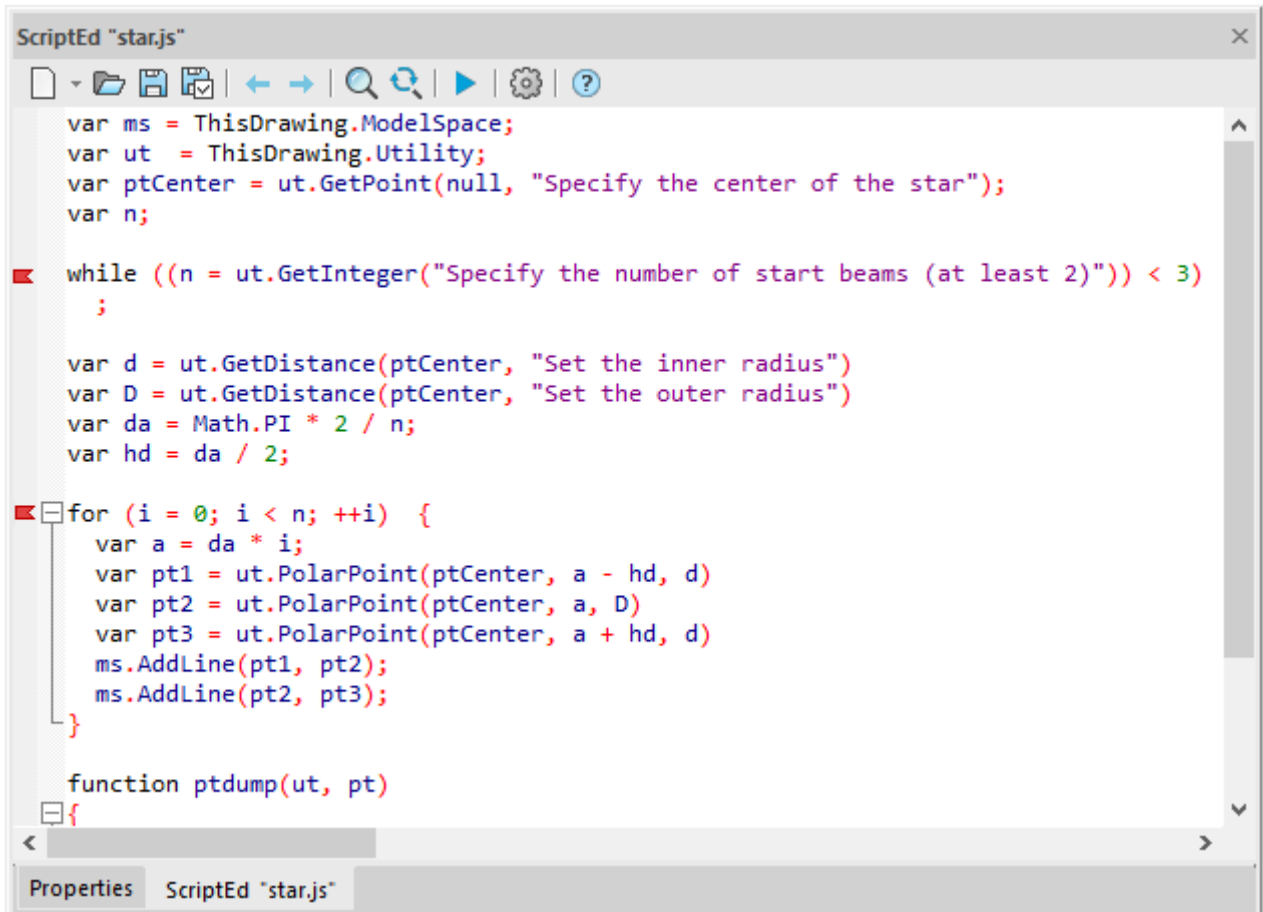 ScriptEd "star.js"
var ms = ThisDrawing.ModelSpace;
var ut  = ThisDrawing.Utility;
var ptCenter = ut.GetPoint(null, "Specify the center of the star");
var n;
while ((n = ut.GetInteger("Specify the number of start beams (at least 2)")) < 3)
;
var d = ut.GetDistance(ptCenter, "Set the inner radius")
var D = ut.GetDistance(ptCenter, "Set the outer radius")
var da = Math.PI * 2 / n;
var hd = da / 2;
for (i = 0; i < n; ++i)  {
var a = da * i;
var pt1 = ut.PolarPoint(ptCenter, a - hd, d)
var pt2 = ut.PolarPoint(ptCenter, a, D)
var pt3 = ut.PolarPoint(ptCenter, a + hd, d)
ms.AddLine(pt1, pt2);
ms.AddLine(pt2, pt3);
}
function ptdump(ut, pt)
{
Properties ScriptEd "star.js"